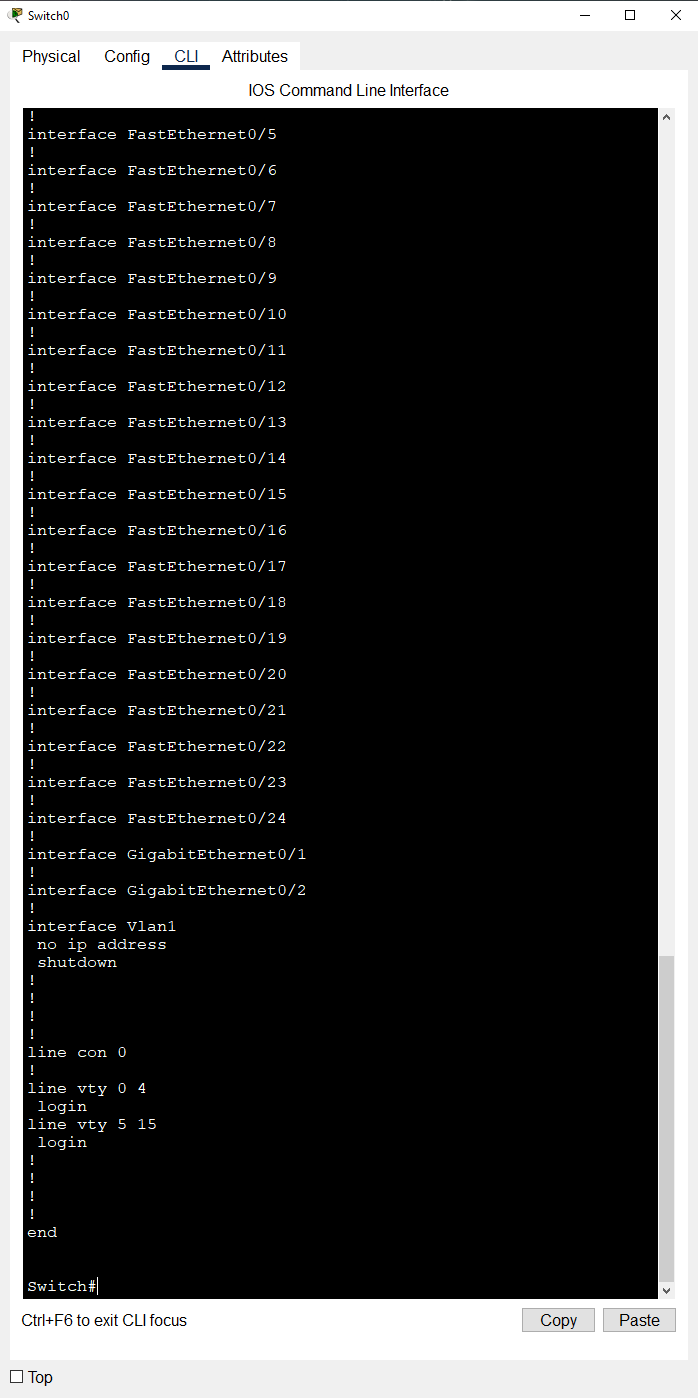 Switch0
Physical Config CLI Attributes
IOS Command Line Interface
!
interface FastEthernet0/5
!
interface FastEthernet0/6
!
interface FastEthernet0/7
!
interface FastEthernet0/8
!
interface FastEthernet0/9
!
interface FastEthernet0/10
!
interface FastEthernet0/11
!
interface FastEthernet0/12
!
interface FastEthernet0/13
!
interface FastEthernet0/14
!
interface FastEthernet0/15
!
interface FastEthernet0/16
!
interface FastEthernet0/17
!
interface FastEthernet0/18
!
interface FastEthernet0/19
!
interface FastEthernet0/20
!
interface FastEthernet0/21
!
interface FastEthernet0/22
!
interface FastEthernet0/23
!
interface FastEthernet0/24
!
interface GigabitEthernet0/1
!
interface GigabitEthernet0/2
!
interface Vlan1
 no ip address
 shutdown
!
!
!
!
line con 0
!
line vty 0 4
 login
line vty 5 15
 login
!
!
!
!
end
Switch#
Ctrl+F6 to exit CLI focus
Copy Paste
Top